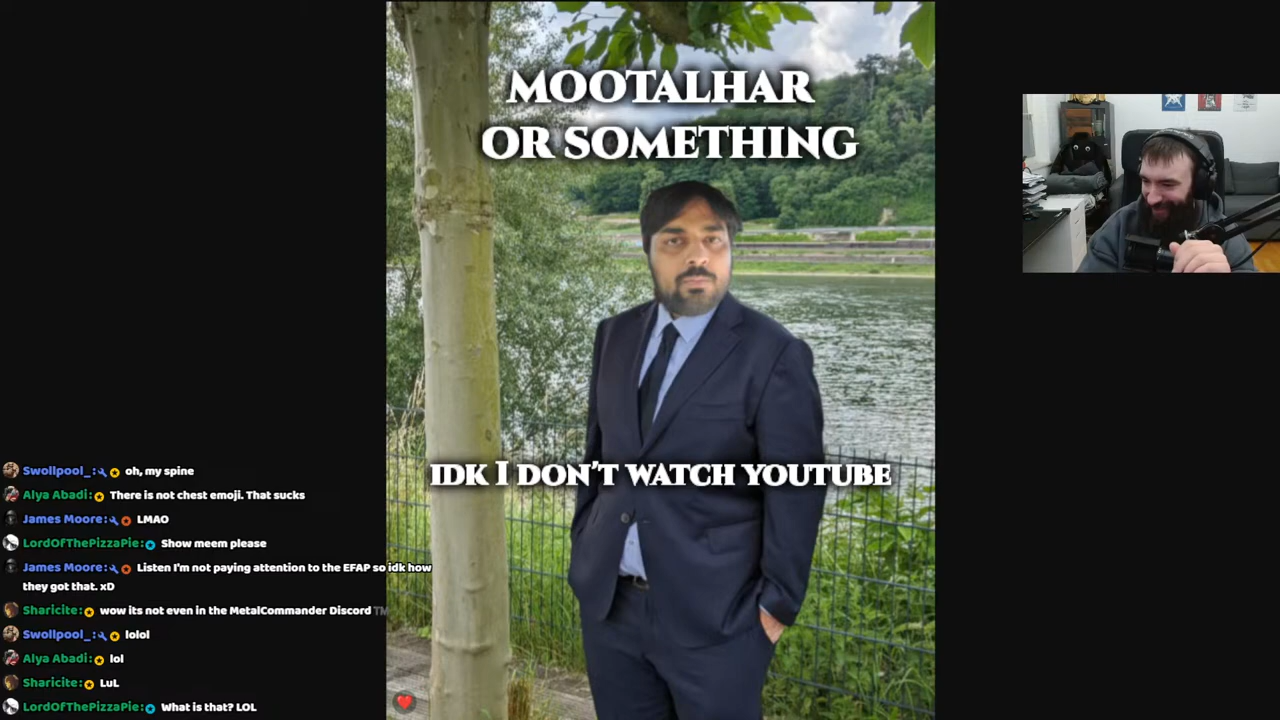 MOOTALHAR
OR SOMETHING
IDK I DON'T WATCH YOUTUBE
Swollpool_: oh, my spine
Alya Abadi: There is not chest emoji. That sucks
James Moore: LMAO
LordOfThePizzaPie: Show meem please
James Moore: Listen I'm not paying attention to the EFAP so idk how
they got that. xD
Sharicite: wow its not even in the MetalCommander Discord TM
Swollpool_: lolol
Alya Abadi: lol
Sharicite: LuL
LordOfThePizzaPie: What is that? LOL